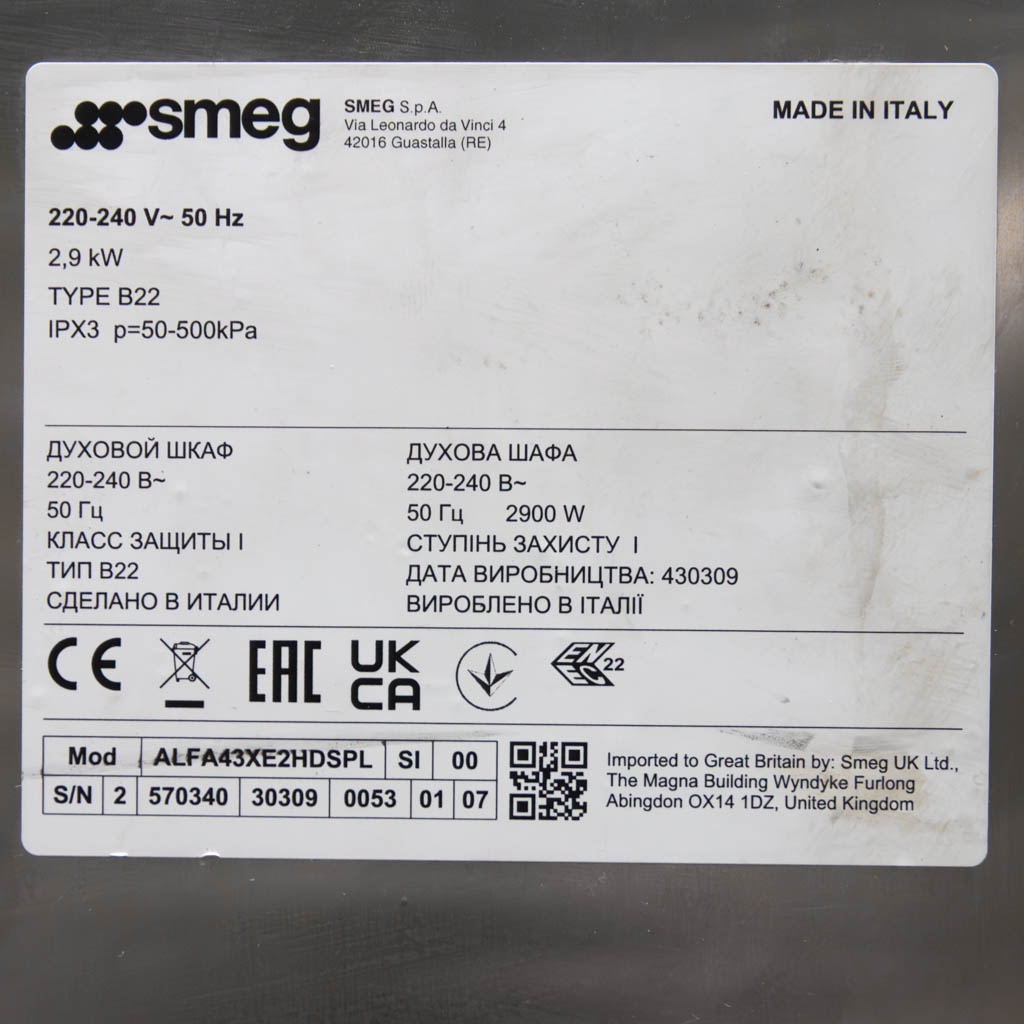 smeg
SMEG S.p.A.
Via Leonardo da Vinci 4
42016 Guastalla (RE)
MADE IN ITALY
220-240 V~ 50 Hz
2,9 kW
TYPE B22
IPX3 p=50-500kPa
ДУХОВОЙ ШКАФ
220-240 В~
50 Гц
КЛАСС ЗАЩИТЫ I
ТИП B22
СДЕЛАНО В ИТАЛИИ
ДУХОВА ШАФА
220-240 В~
50 Гц 2900 W
СТУПІНЬ ЗАХИСТУ I
ДАТА ВИРОБНИЦТВА: 430309
ВИРОБЛЕНО В ІТАЛІЇ
CE
EAC
UK
CA
EN
EC 22
Mod ALFA43XE2HDSPL SI 00
S/N 2 570340 30309 0053 01 07
Imported to Great Britain by: Smeg UK Ltd.,
The Magna Building Wyndyke Furlong
Abingdon OX14 1DZ, United Kingdom